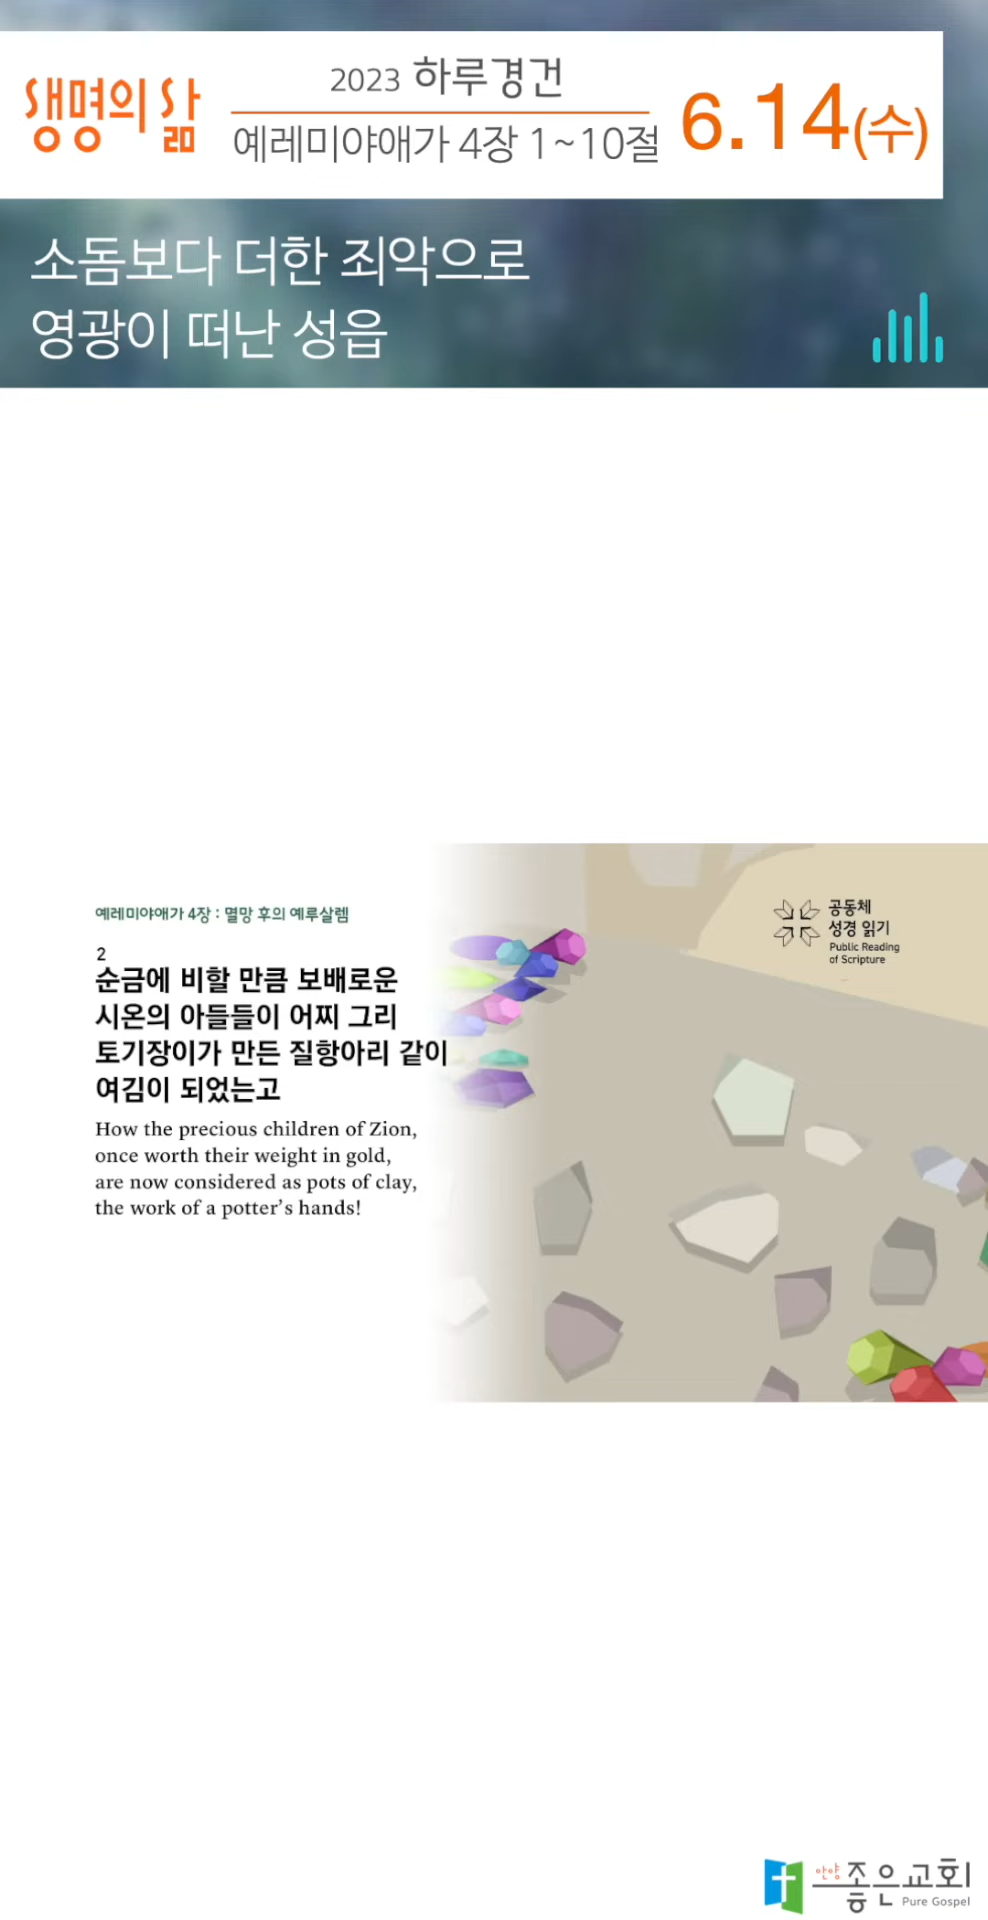 생명의 삶
2023 하루경건
예레미야애가 4장 1~10절
6.14(수)
소돔보다 더한 죄악으로
영광이 떠난 성읍
예레미야애가 4장 : 멸망 후의 예루살렘
공동체
성경 읽기
Public Reading
of Scripture
2
순금에 비할 만큼 보배로운
시온의 아들들이 어찌 그리
토기장이가 만든 질항아리 같이
여김이 되었는고
How the precious children of Zion,
once worth their weight in gold,
are now considered as pots of clay,
the work of a potter's hands!
안양 좋은교회
Pure Gospel